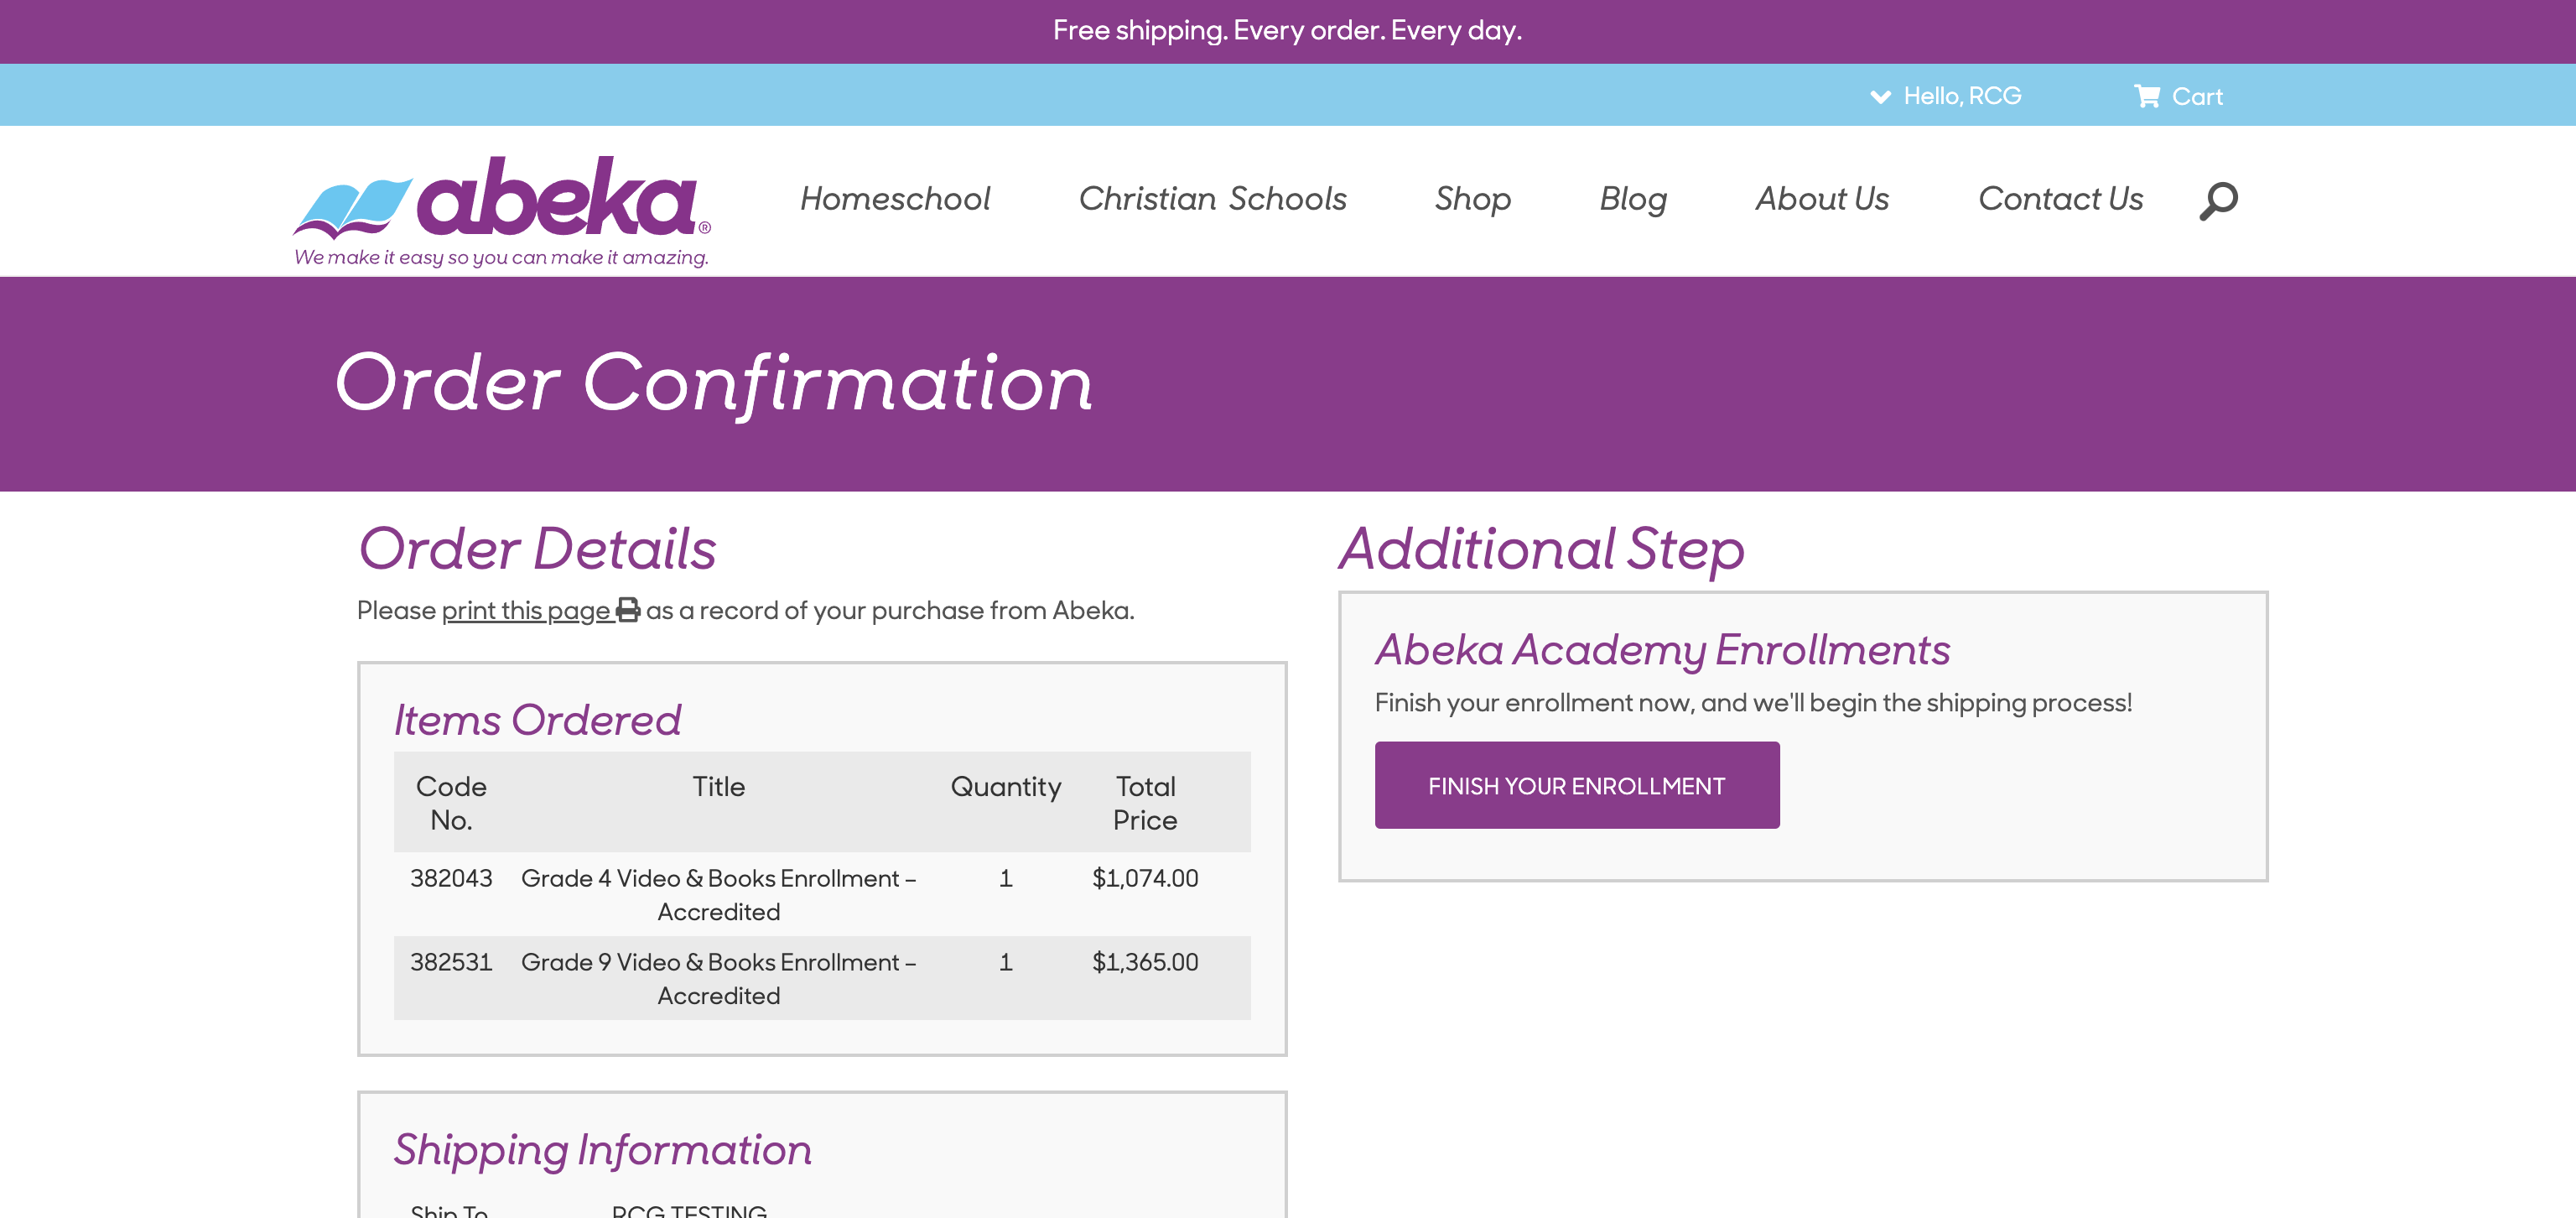 Free shipping. Every order. Every day.
Hello, RCG
Cart
abeka®
We make it easy so you can make it amazing.
Homeschool
Christian Schools
Shop
Blog
About Us
Contact Us
Order Confirmation
Order Details
Please print this page as a record of your purchase from Abeka.
Items Ordered
Code No.
Title
Quantity
Total Price
382043
Grade 4 Video & Books Enrollment –
Accredited
1
$1,074.00
382531
Grade 9 Video & Books Enrollment –
Accredited
1
$1,365.00
Shipping Information
Ship To
RCG TESTING
Additional Step
Abeka Academy Enrollments
Finish your enrollment now, and we'll begin the shipping process!
FINISH YOUR ENROLLMENT